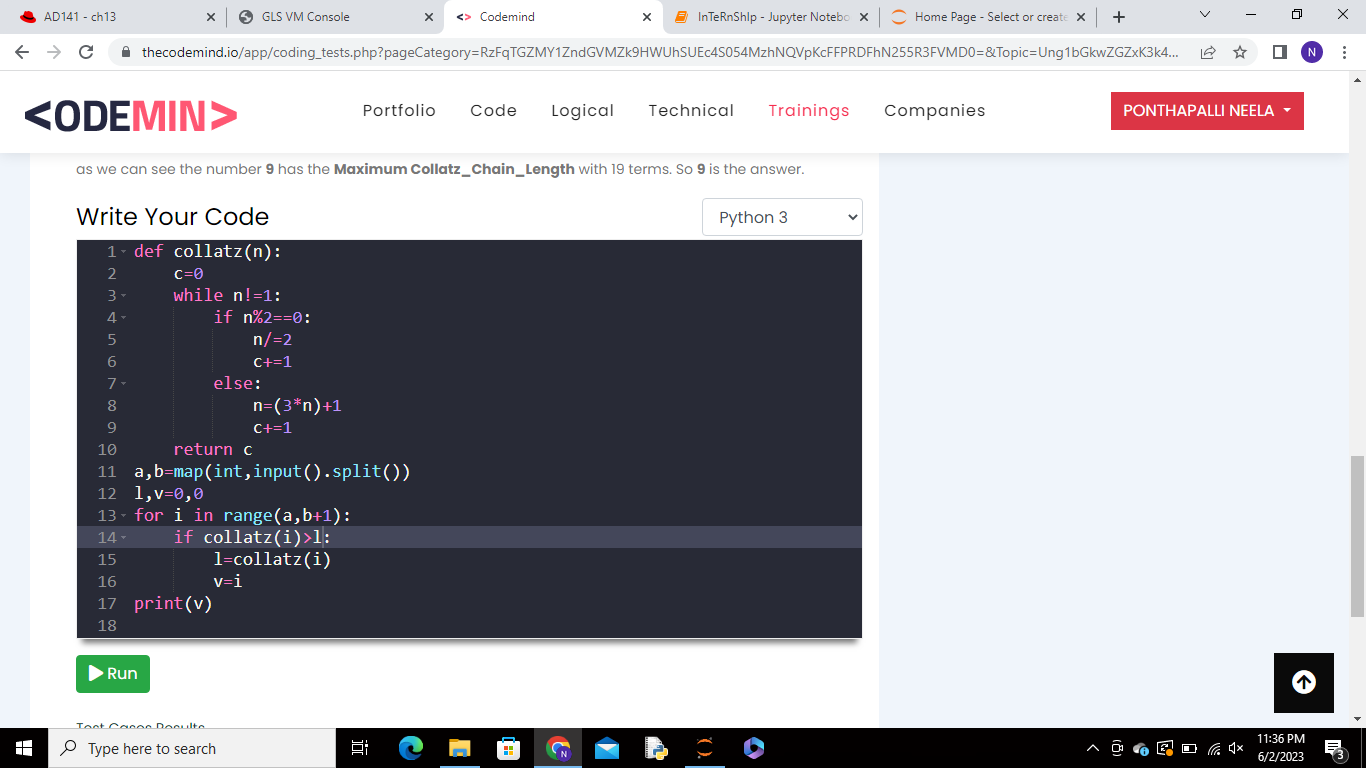 AD141 - ch13
GLS VM Console
<> Codemind
InTeRnShIp - Jupyter Notebo
Home Page - Select or create
thecodemind.io/app/coding_tests.php?pageCategory=RzFqTGZMY1ZndGVMZk9HWUhSUEc4S054MzhNQVpKcFFPRDFhN255R3FVMD0=&Topic=Ung1bGkwZGZxK3k4...
N
<ODEMIN>
Portfolio
Code
Logical
Technical
Trainings
Companies
PONTHAPALLI NEELA
as we can see the number 9 has the Maximum Collatz_Chain_Length with 19 terms. So 9 is the answer.
Write Your Code
Python 3
1 def collatz(n):
2     c=0
3     while n!=1:
4         if n%2==0:
5             n/=2
6             c+=1
7         else:
8             n=(3*n)+1
9             c+=1
10     return c
11 a,b=map(int,input().split())
12 l,v=0,0
13 for i in range(a,b+1):
14     if collatz(i)>l:
15         l=collatz(i)
16         v=i
17 print(v)
18
Run
Test Cases Results
Type here to search
N
11:36 PM
6/2/2023
3